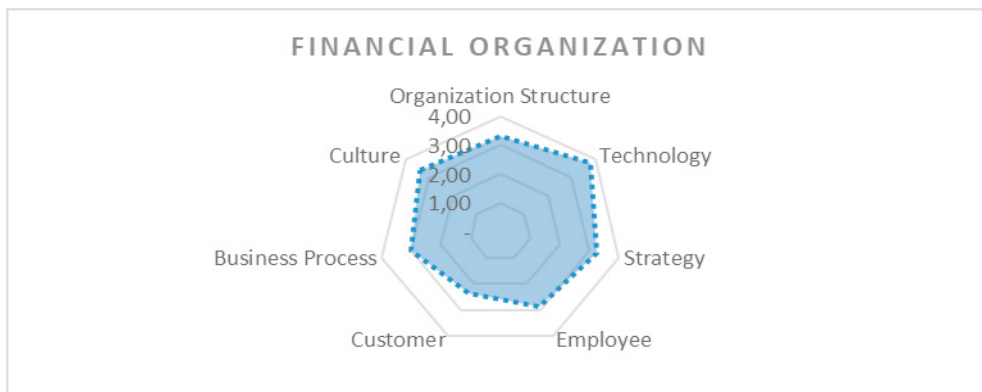 FINANCIAL ORGANIZATION
Organization Structure
4,00
3,00
2,00
1,00
-
Technology
Strategy
Employee
Customer
Business Process
Culture